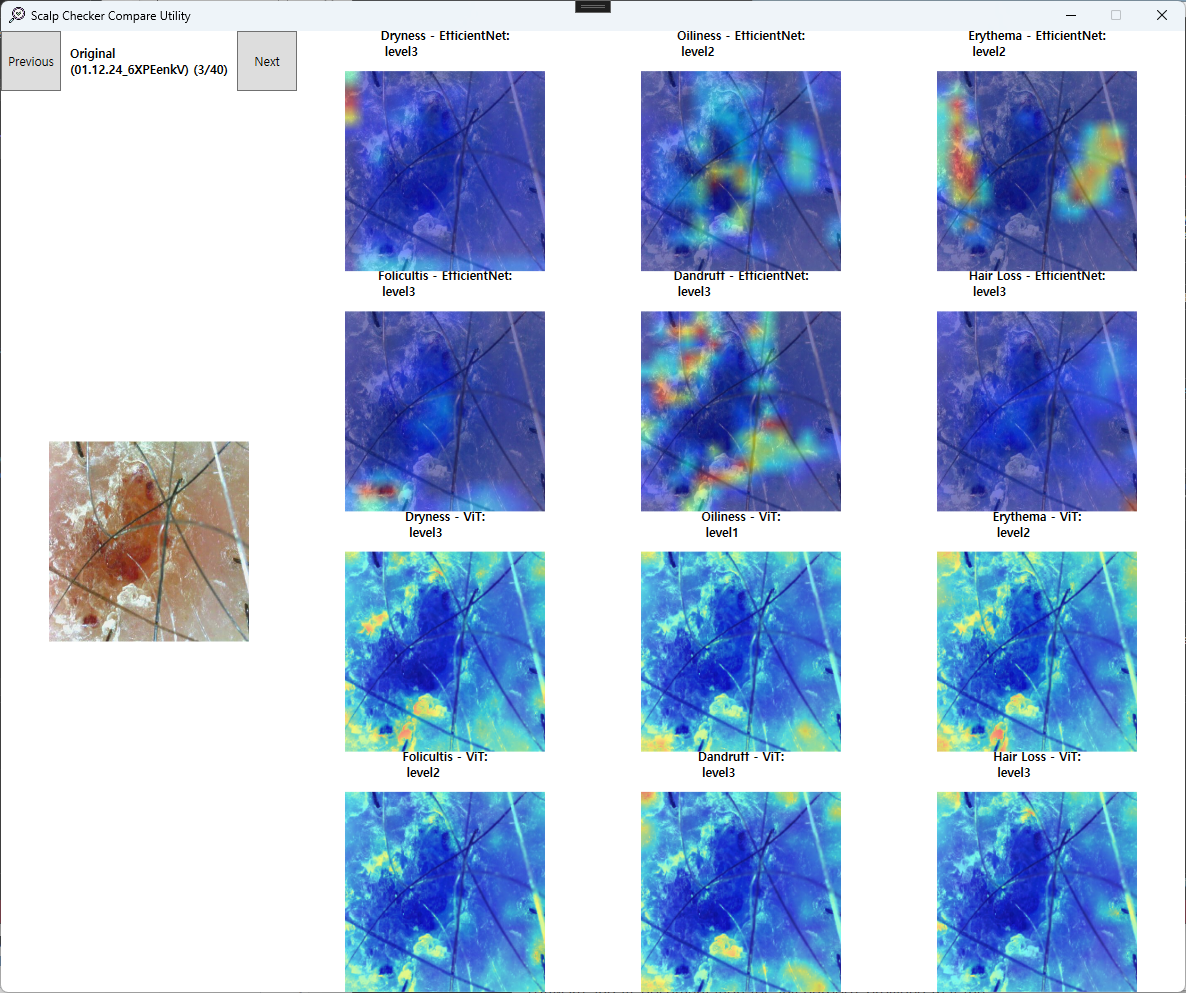 Scalp Checker Compare Utility
Previous
Original
(01.12.24_6XPEenkV) (3/40)
Next
Dryness - EfficientNet:
level3
Oiliness - EfficientNet:
level2
Erythema - EfficientNet:
level2
Folicultis - EfficientNet:
level3
Dandruff - EfficientNet:
level3
Hair Loss - EfficientNet:
level3
Dryness - ViT:
level3
Oiliness - ViT:
level1
Erythema - ViT:
level2
Folicultis - ViT:
level2
Dandruff - ViT:
level3
Hair Loss - ViT:
level3